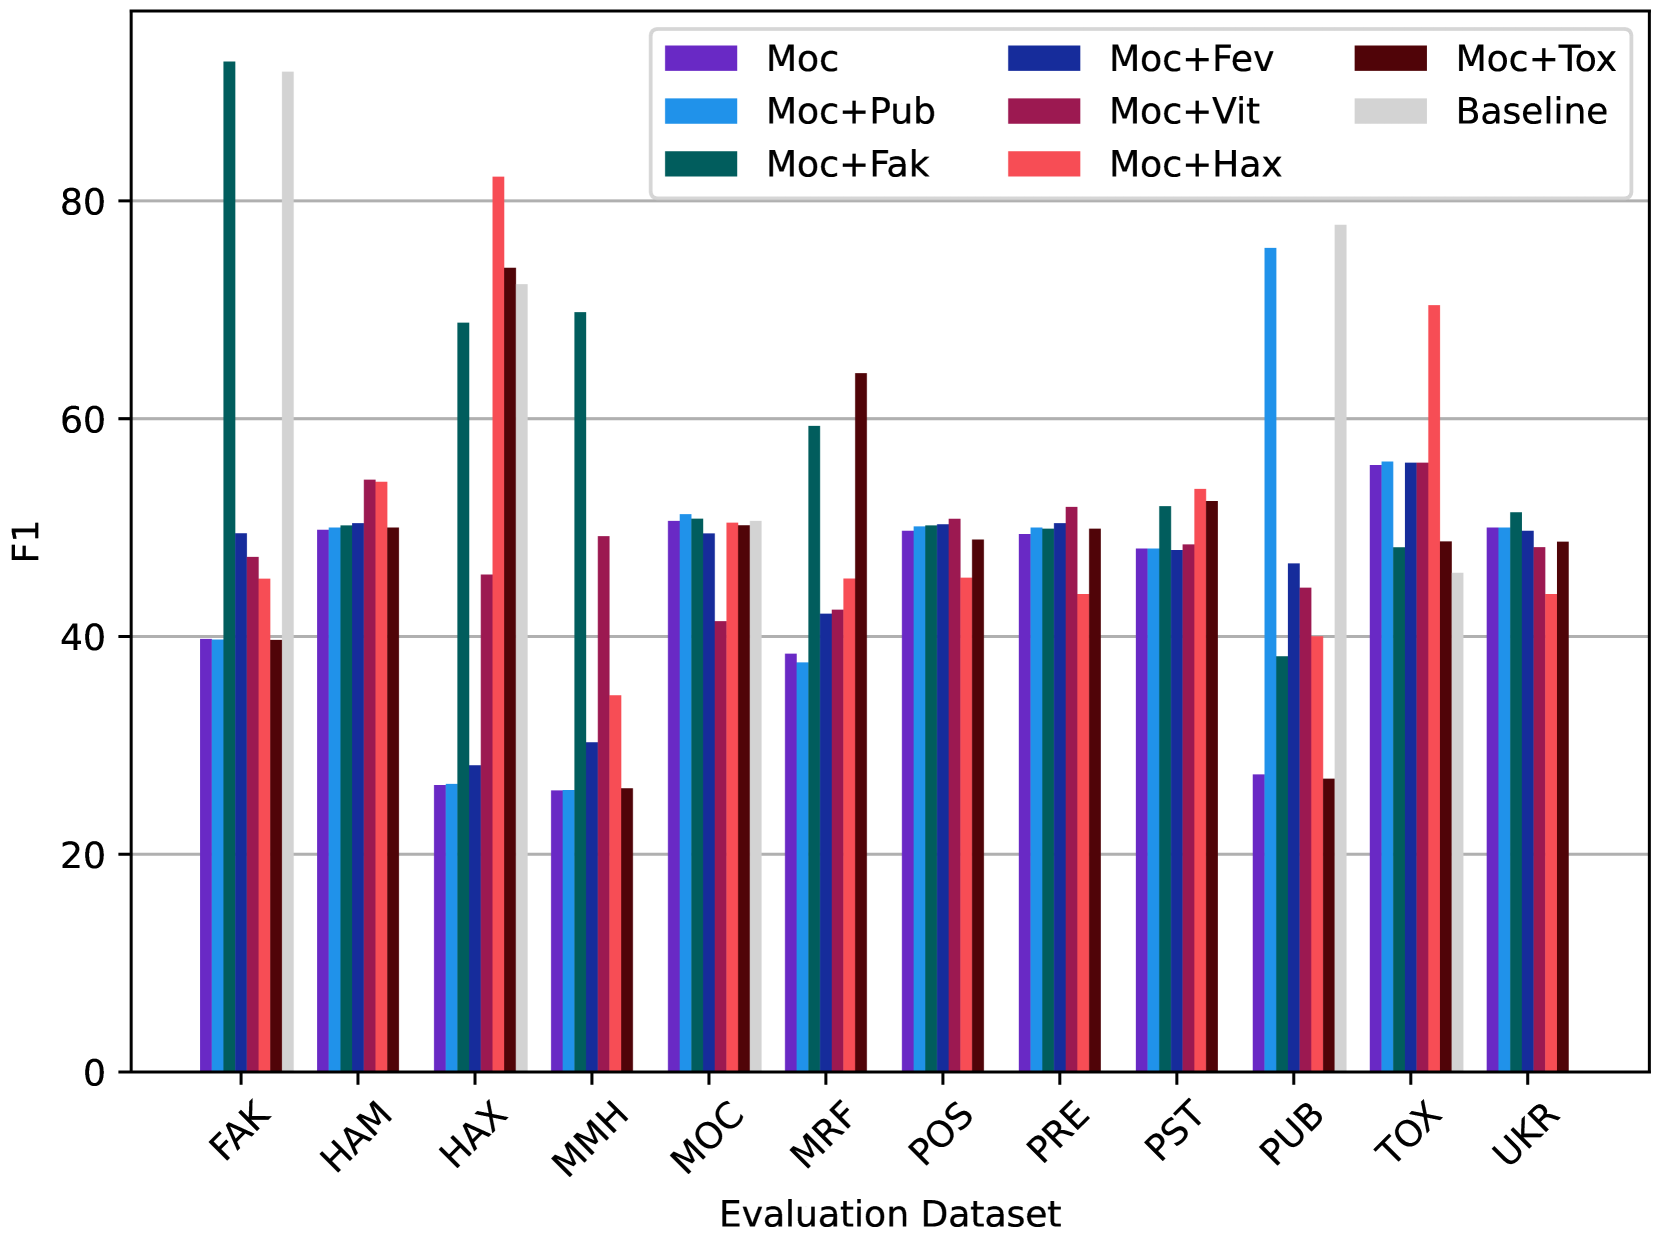 Moc
Moc+Pub
Moc+Fak
Moc+Fev
Moc+Vit
Moc+Hax
Moc+Tox
Baseline
F1
80
60
40
20
0
FAK
HAM
HAX
MMH
MOC
MRF
POS
PRE
PST
PUB
TOX
UKR
Evaluation Dataset